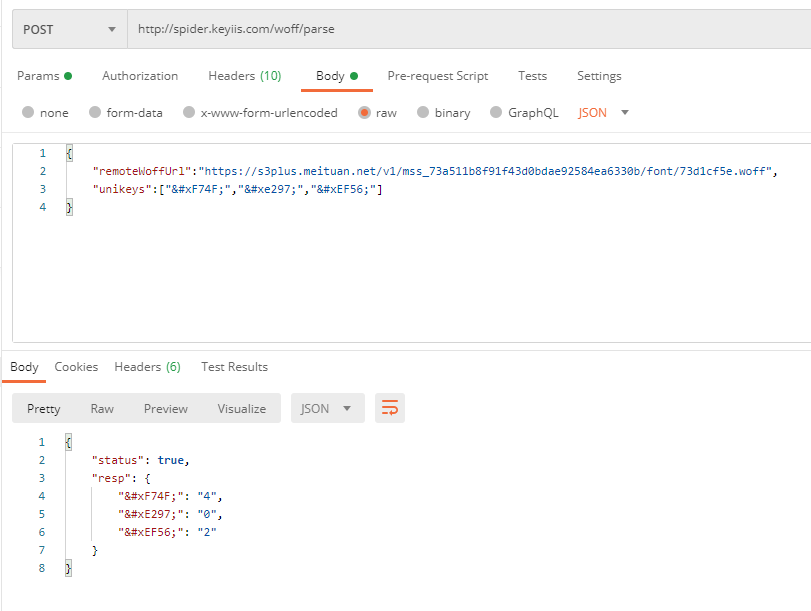 POST http://spider.keyiis.com/woff/parse
Params Authorization Headers (10) Body Pre-request Script Tests Settings
none form-data x-www-form-urlencoded raw binary GraphQL JSON
1 {
2 "remoteWoffUrl":"https://s3plus.meituan.net/v1/mss_73a511b8f91f43d0bdae92584ea6330b/font/73d1cf5e.woff",
3 "unikeys":["&#xF74F;","&#xe297;","&#xEF56;"]
4 }
Body Cookies Headers (6) Test Results
Pretty Raw Preview Visualize JSON
1 {
2 "status": true,
3 "resp": {
4 "&#xF74F;": "4",
5 "&#xE297;": "0",
6 "&#xEF56;": "2"
7 }
8 }